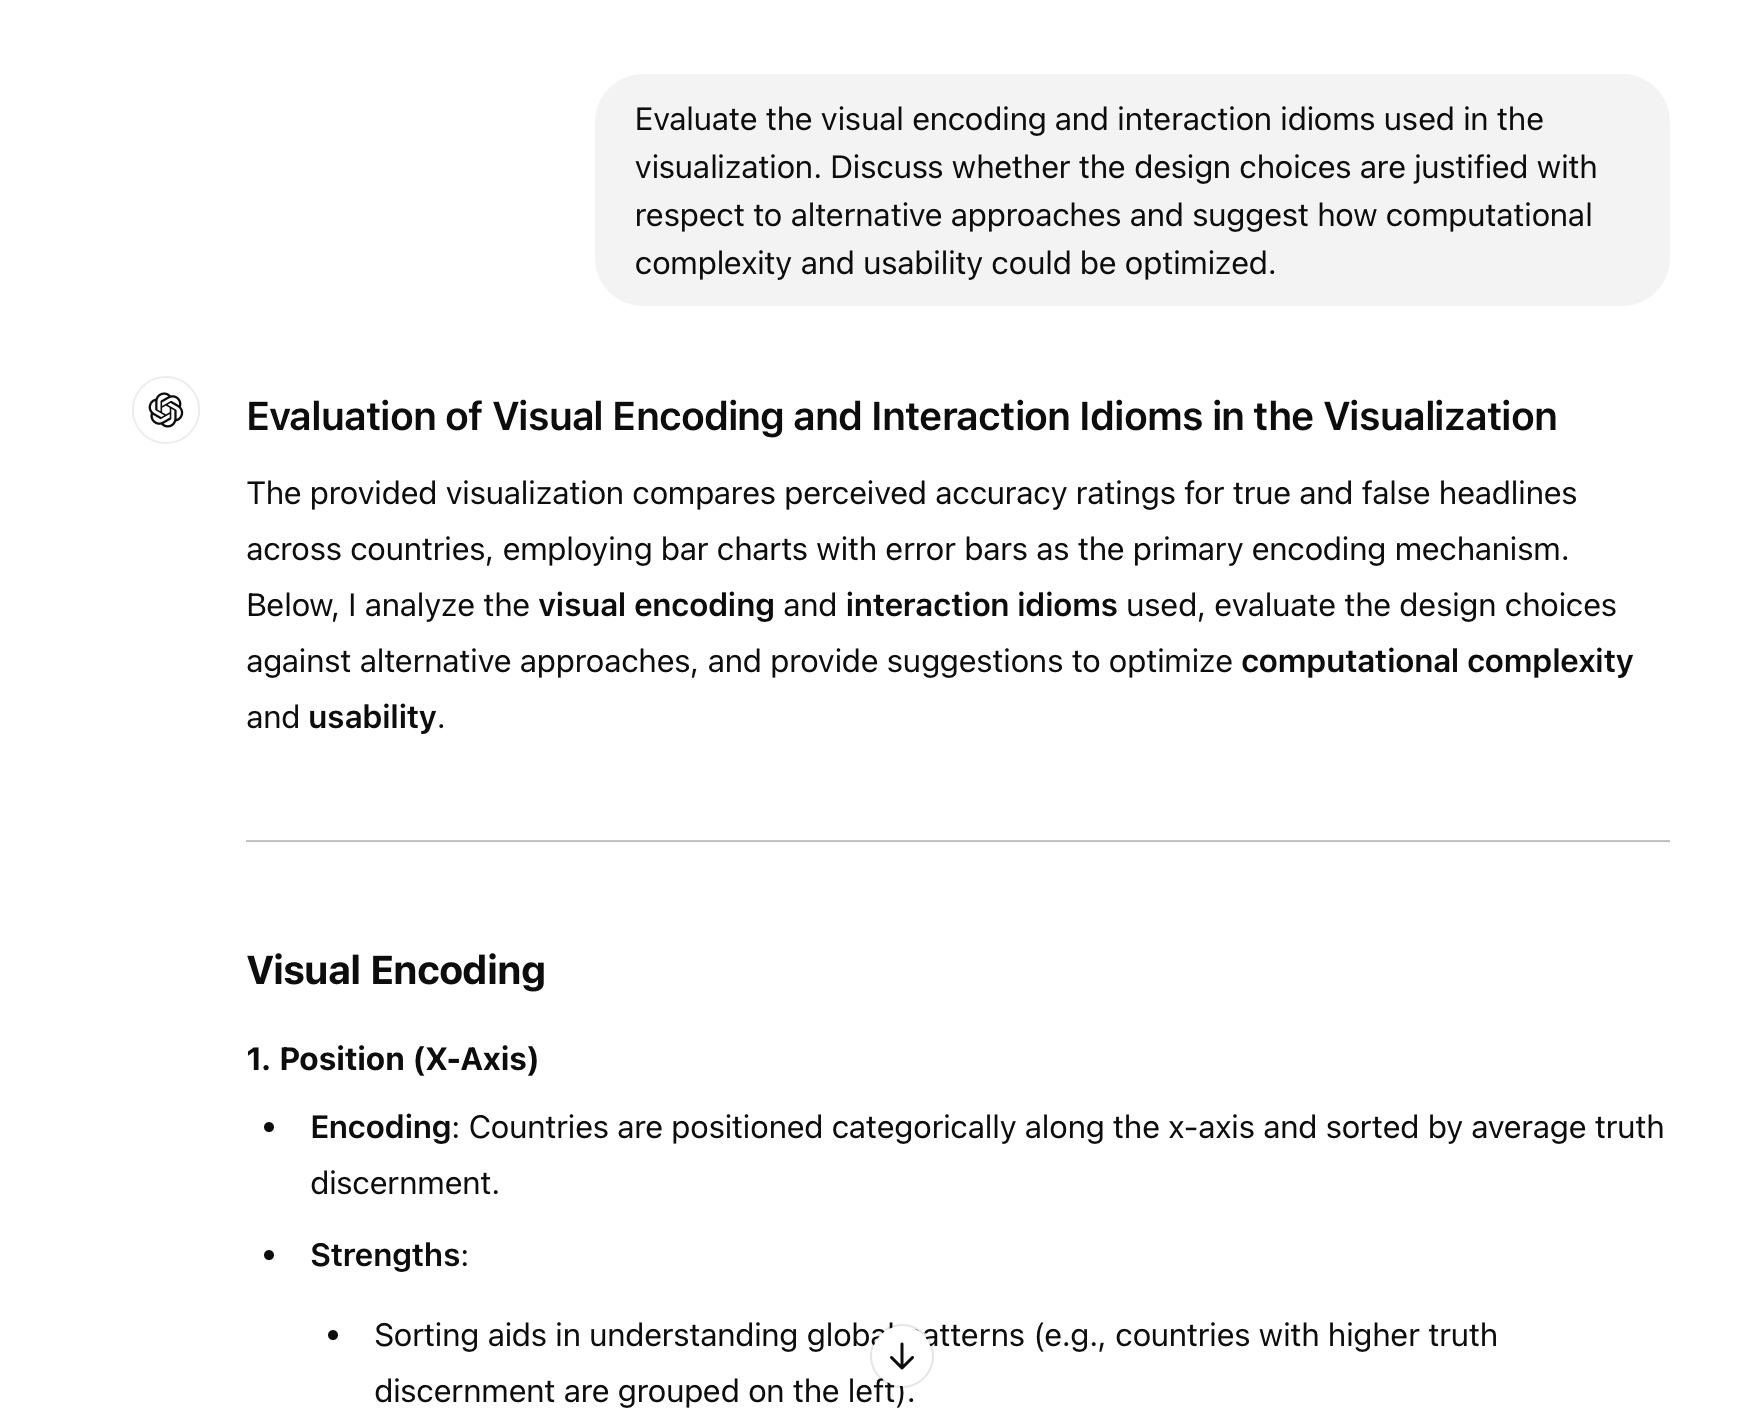 Evaluate the visual encoding and interaction idioms used in the
visualization. Discuss whether the design choices are justified with
respect to alternative approaches and suggest how computational
complexity and usability could be optimized.
Evaluation of Visual Encoding and Interaction Idioms in the Visualization
The provided visualization compares perceived accuracy ratings for true and false headlines
across countries, employing bar charts with error bars as the primary encoding mechanism.
Below, I analyze the visual encoding and interaction idioms used, evaluate the design choices
against alternative approaches, and provide suggestions to optimize computational complexity
and usability.
Visual Encoding
1. Position (X-Axis)
• Encoding: Countries are positioned categorically along the x-axis and sorted by average truth
discernment.
• Strengths:
• Sorting aids in understanding global patterns (e.g., countries with higher truth
discernment are grouped on the left).